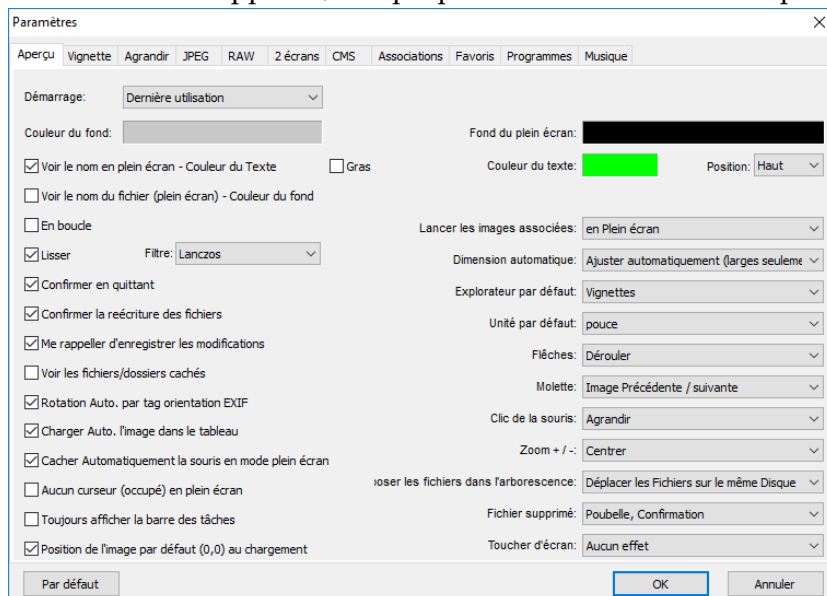 Paramètres
Aperçu Vignette Agrandir JPEG RAW 2 écrans CMS Associations Favoris Programmes Musique
Démarrage: Dernière utilisation
Couleur du fond: Fond du plein écran:
Voir le nom en plein écran - Couleur du Texte Gras Couleur du texte: Position: Haut
Voir le nom du fichier (plein écran) - Couleur du fond
En boucle Lancer les images associées: en Plein écran
Lisser Filtre: Lanczos Dimension automatique: Ajuster automatiquement (larges seuleme
Confirmer en quittant Explorateur par défaut: Vignettes
Confirmer la reécriture des fichiers Unité par défaut: pouce
Me rappeller d'enregistrer les modifications Flêches: Dérouler
Voir les fichiers/dossiers cachés Molette: Image Précédente / suivante
Rotation Auto. par tag orientation EXIF Clic de la souris: Agrandir
Charger Auto. l'image dans le tableau Zoom + / -: Centrer
Cacher Automatiquement la souris en mode plein écran oser les fichiers dans l'arborescence: Déplacer les Fichiers sur le même Disque
Aucun curseur (occupé) en plein écran Fichier supprimé: Poubelle, Confirmation
Toujours afficher la barre des tâches Toucher d'écran: Aucun effet
Position de l'image par défaut (0,0) au chargement
Par défaut OK Annuler